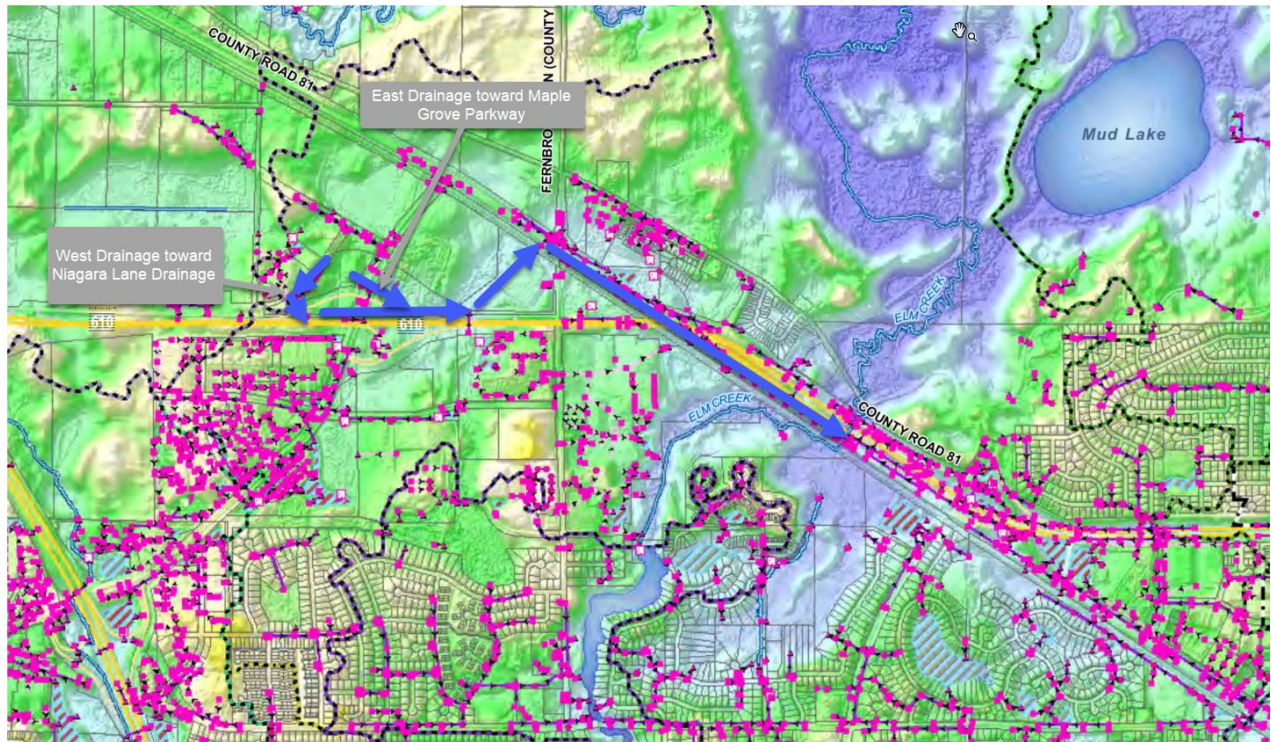 COUNTY ROAD 81
FERNBRO
N (COUNTY
East Drainage toward Maple
Grove Parkway
Mud Lake
West Drainage toward
Niagara Lane Drainage
610
610
ELM CREEK
ELM CREEK
COUNTY ROAD 81